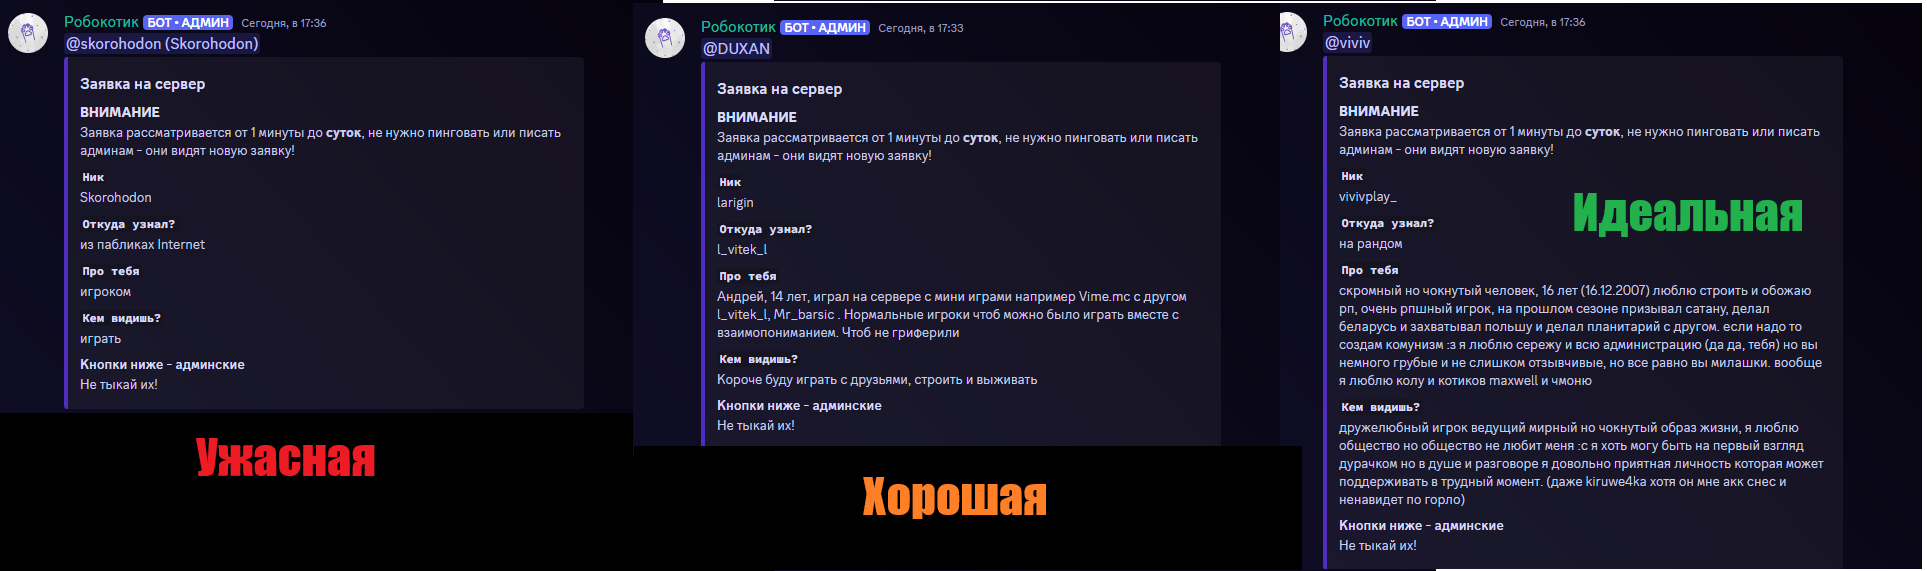 Робокотик БОТ • АДМИН Сегодня, в 17:36
@skorohodon (Skorohodon)
Заявка на сервер
ВНИМАНИЕ
Заявка рассматривается от 1 минуты до суток, не нужно пинговать или писать
админам - они видят новую заявку!
Ник
Skorohodon
Откуда узнал?
из пабликах Internet
Про тебя
игроком
Кем видишь?
играть
Кнопки ниже - админские
Не тыкай их!
Ужасная
Робокотик БОТ • АДМИН Сегодня, в 17:33
@DUXAN
Заявка на сервер
ВНИМАНИЕ
Заявка рассматривается от 1 минуты до суток, не нужно пинговать или писать
админам - они видят новую заявку!
Ник
larigin
Откуда узнал?
l_vitek_l
Про тебя
Андрей, 14 лет, играл на сервере с мини играми например Vime.mc с другом
l_vitek_l, Mr_barsic . Нормальные игроки чтоб можно было играть вместе с
взаимопониманием. Чтоб не гриферили
Кем видишь?
Короче буду играть с друзьями, строить и выживать
Кнопки ниже - админские
Не тыкай их!
Хорошая
Робокотик БОТ • АДМИН Сегодня, в 17:36
@viviv
Заявка на сервер
ВНИМАНИЕ
Заявка рассматривается от 1 минуты до суток, не нужно пинговать или писать
админам - они видят новую заявку!
Ник
vivivplay_
Идеальная
Откуда узнал?
на рандом
Про тебя
скромный но чокнутый человек, 16 лет (16.12.2007) люблю строить и обожаю
рп, очень рпшный игрок, на прошлом сезоне призывал сатану, делал
беларусь и захватывал польшу и делал планитарий с другом. если надо то
создам комунизм :з я люблю сережу и всю администрацию (да да, тебя) но вы
немного грубые и не слишком отзывчивые, но все равно вы милашки. вообще
я люблю колу и котиков maxwell и чмоню
Кем видишь?
дружелюбный игрок ведущий мирный но чокнутый образ жизни, я люблю
общество но общество не любит меня :с я хоть могу быть на первый взгляд
дурачком но в душе и разговоре я довольно приятная личность которая может
поддерживать в трудный момент. (даже kiruwe4ka хотя он мне акк снес и
ненавидет по горло)
Кнопки ниже - админские
Не тыкай их!